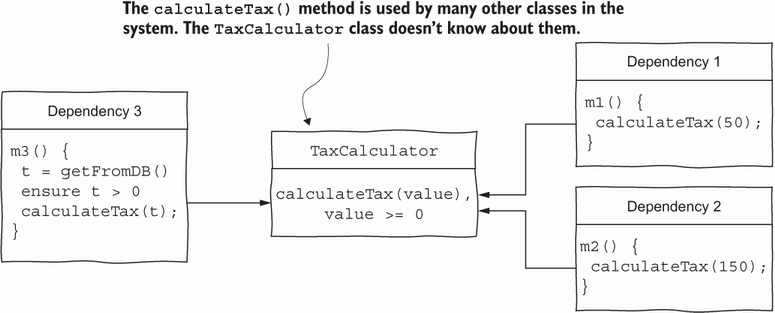 The calculateTax() method is used by many other classes in the
system. The TaxCalculator class doesn't know about them.
Dependency 3
m3() {
t = getFromDB()
ensure t > 0
calculateTax(t);
}
TaxCalculator
calculateTax(value),
value >= 0
Dependency 1
m1() {
calculateTax(50);
}
Dependency 2
m2() {
calculateTax(150);
}